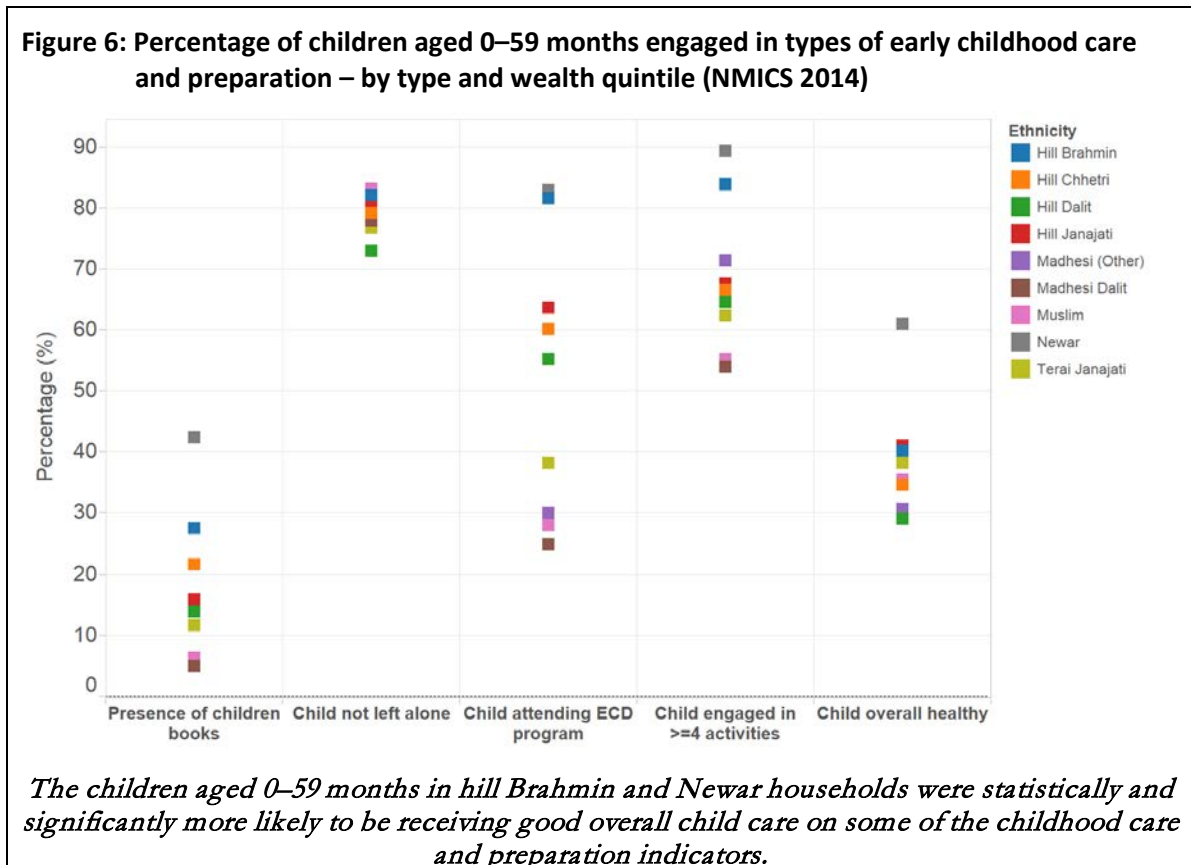 Figure 6: Percentage of children aged 0–59 months engaged in types of early childhood care
and preparation – by type and wealth quintile (NMICS 2014)
Ethnicity
Hill Brahmin
Hill Chhetri
Hill Dalit
Hill Janajati
Madhesi (Other)
Madhesi Dalit
Muslim
Newar
Terai Janajati
Percentage (%)
90
80
70
60
50
40
30
20
10
0
Presence of children
books
Child not left alone
Child attending ECD
program
Child engaged in
>=4 activities
Child overall healthy
The children aged 0–59 months in hill Brahmin and Newar households were statistically and
significantly more likely to be receiving good overall child care on some of the childhood care
and preparation indicators.